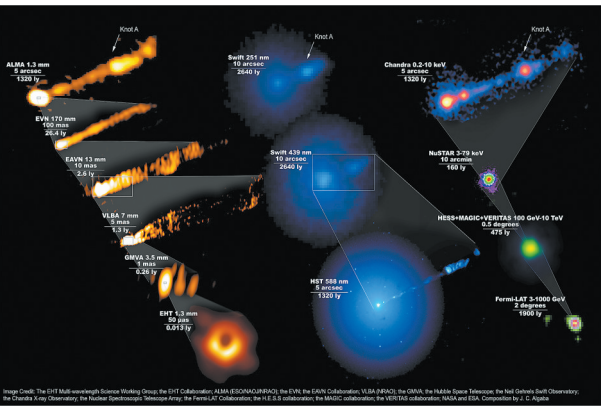 Knot A
ALMA 1.3 mm
5 arcsec
1320 ly
EVN 170 mm
100 mas
26.4 ly
EAVN 13 mm
10 mas
2.6 ly
VLBA 7 mm
5 mas
1.3 ly
GMVA 3.5 mm
1 mas
0.26 ly
EHT 1.3 mm
50 µas
0.013 ly
Swift 251 nm
10 arcsec
2640 ly
Knot A
Swift 439 nm
10 arcsec
2640 ly
HST 588 nm
5 arcsec
1320 ly
Knot A
Chandra 0.2-10 keV
5 arcsec
1320 ly
NuSTAR 3-79 keV
10 arcmin
160 ly
HESS+MAGIC+VERITAS 100 GeV-10 TeV
0.5 degrees
475 ly
Fermi-LAT 3-1000 GeV
2 degrees
1900 ly
Image Credit: The EHT Multi-wavelength Science Working Group; the EHT Collaboration; ALMA (ESO/NAOJ/NRAO); the EVN; the EAVN Collaboration; VLBA (NRAO); the GMVA; the Hubble Space Telescope; the Neil Gehrels Swift Observatory;
the Chandra X-ray Observatory; the Nuclear Spectroscopic Telescope Array; the Fermi-LAT Collaboration; the H.E.S.S collaboration; the MAGIC collaboration; the VERITAS collaboration; NASA and ESA. Composition by J. C. Algaba